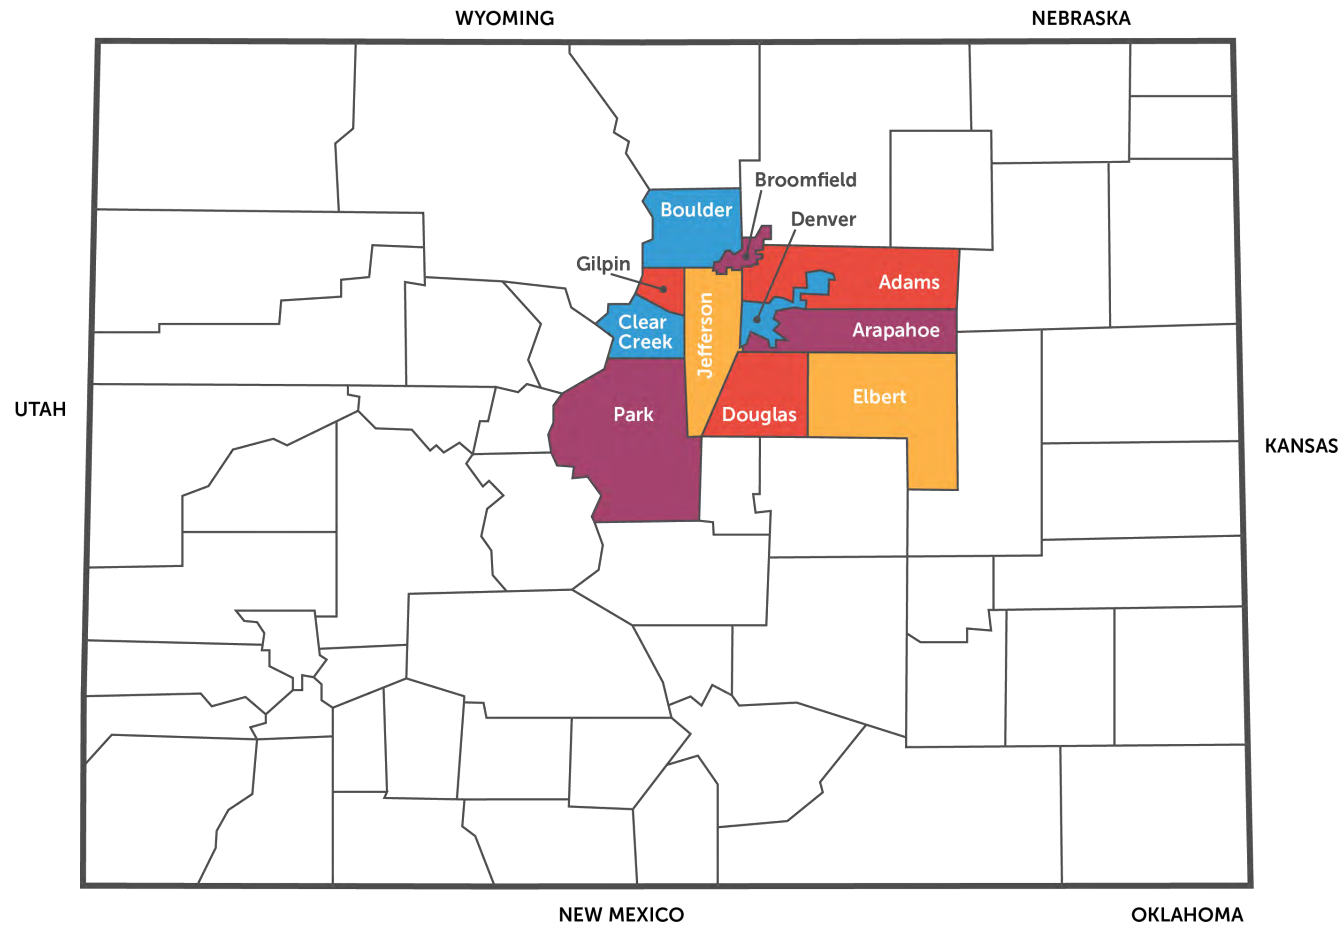 WYOMING
NEBRASKA
Broomfield
Boulder
Denver
Gilpin
Adams
Clear
Creek
Jefferson
Arapahoe
Elbert
Park
Douglas
UTAH
KANSAS
NEW MEXICO
OKLAHOMA